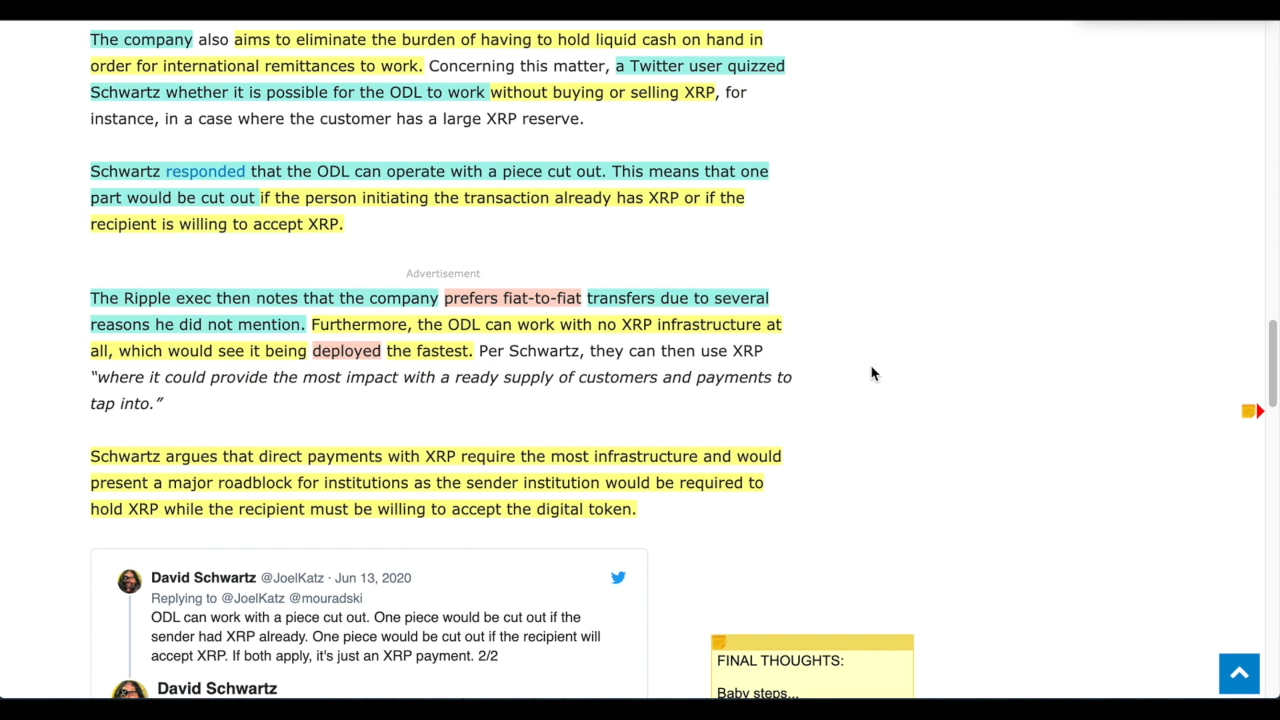 The company also aims to eliminate the burden of having to hold liquid cash on hand in
order for international remittances to work. Concerning this matter, a Twitter user quizzed
Schwartz whether it is possible for the ODL to work without buying or selling XRP, for
instance, in a case where the customer has a large XRP reserve.
Schwartz responded that the ODL can operate with a piece cut out. This means that one
part would be cut out if the person initiating the transaction already has XRP or if the
recipient is willing to accept XRP.
Advertisement
The Ripple exec then notes that the company prefers fiat-to-fiat transfers due to several
reasons he did not mention. Furthermore, the ODL can work with no XRP infrastructure at
all, which would see it being deployed the fastest. Per Schwartz, they can then use XRP
“where it could provide the most impact with a ready supply of customers and payments to
tap into.”
Schwartz argues that direct payments with XRP require the most infrastructure and would
present a major roadblock for institutions as the sender institution would be required to
hold XRP while the recipient must be willing to accept the digital token.
David Schwartz @JoelKatz · Jun 13, 2020
Replying to @JoelKatz @mouradski
ODL can work with a piece cut out. One piece would be cut out if the
sender had XRP already. One piece would be cut out if the recipient will
accept XRP. If both apply, it's just an XRP payment. 2/2
David Schwartz
FINAL THOUGHTS:
Baby steps...